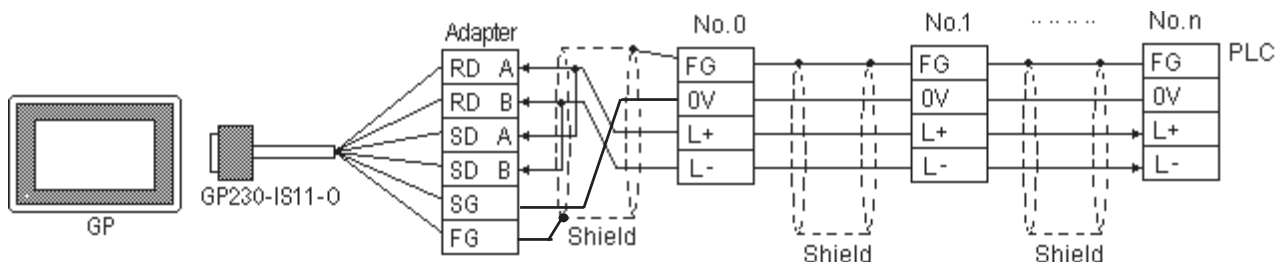 Adapter
No.0
No.1
........
No.n
PLC
RD A
RD B
SD A
SD B
SG
FG
FG
0V
L+
L-
FG
0V
L+
L-
FG
0V
L+
L-
GP
GP230-IS11-O
Shield
Shield
Shield